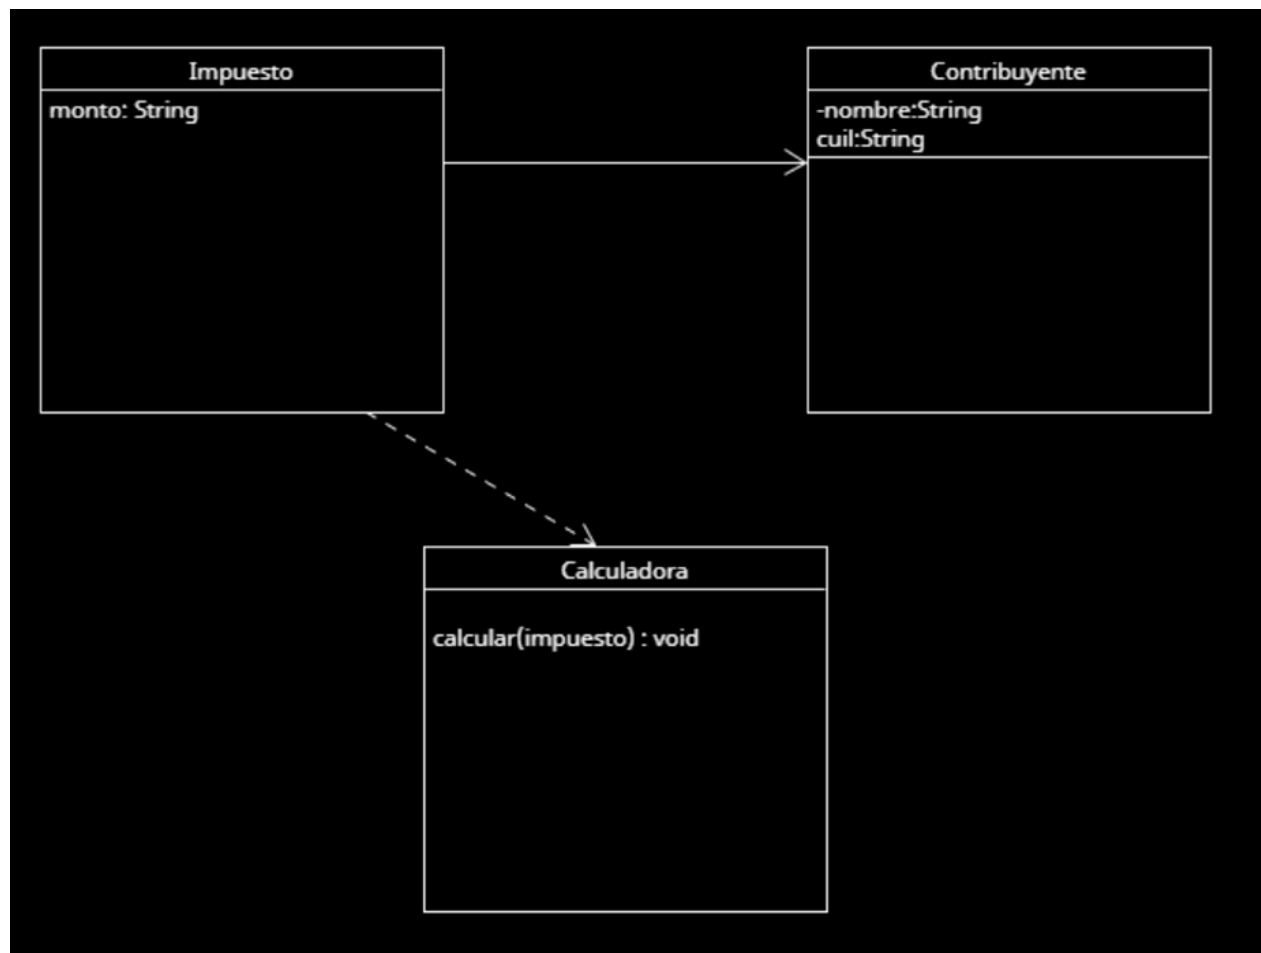 Impuesto
monto: String
Contribuyente
-nombre:String
cuil:String
Calculadora
calcular(impuesto) : void